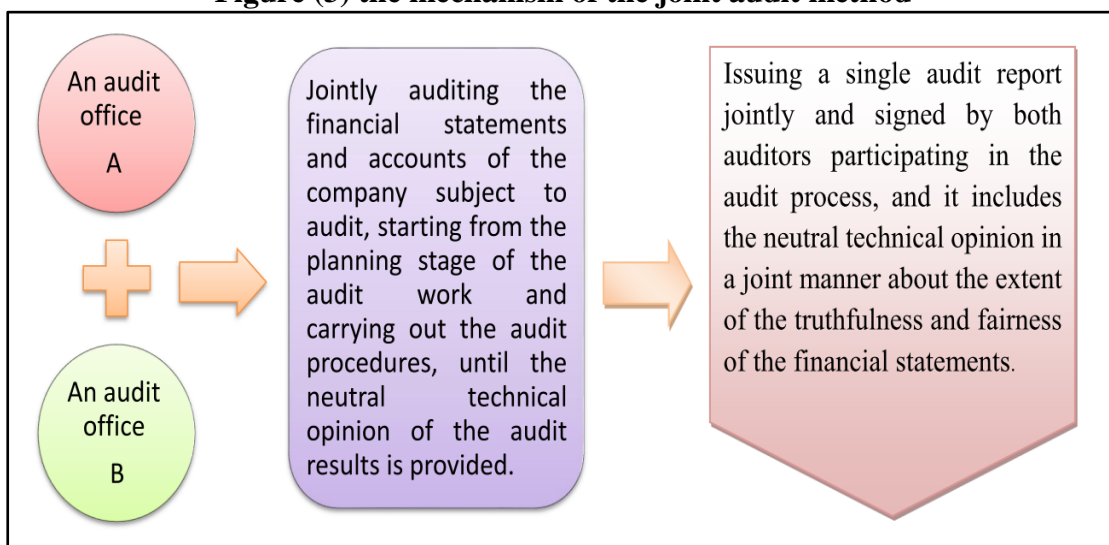 Figure the mechanism of the joint audit method
An audit
office
A
An audit
office
B
Jointly auditing the
financial statements
and accounts of the
company subject to
audit, starting from the
planning stage of the
audit work and
carrying out the audit
procedures, until the
neutral technical
opinion of the audit
results is provided.
Issuing a single audit report
jointly and signed by both
auditors participating in the
audit process, and it includes
the neutral technical opinion in
a joint manner about the extent
of the truthfulness and fairness
of the financial statements.